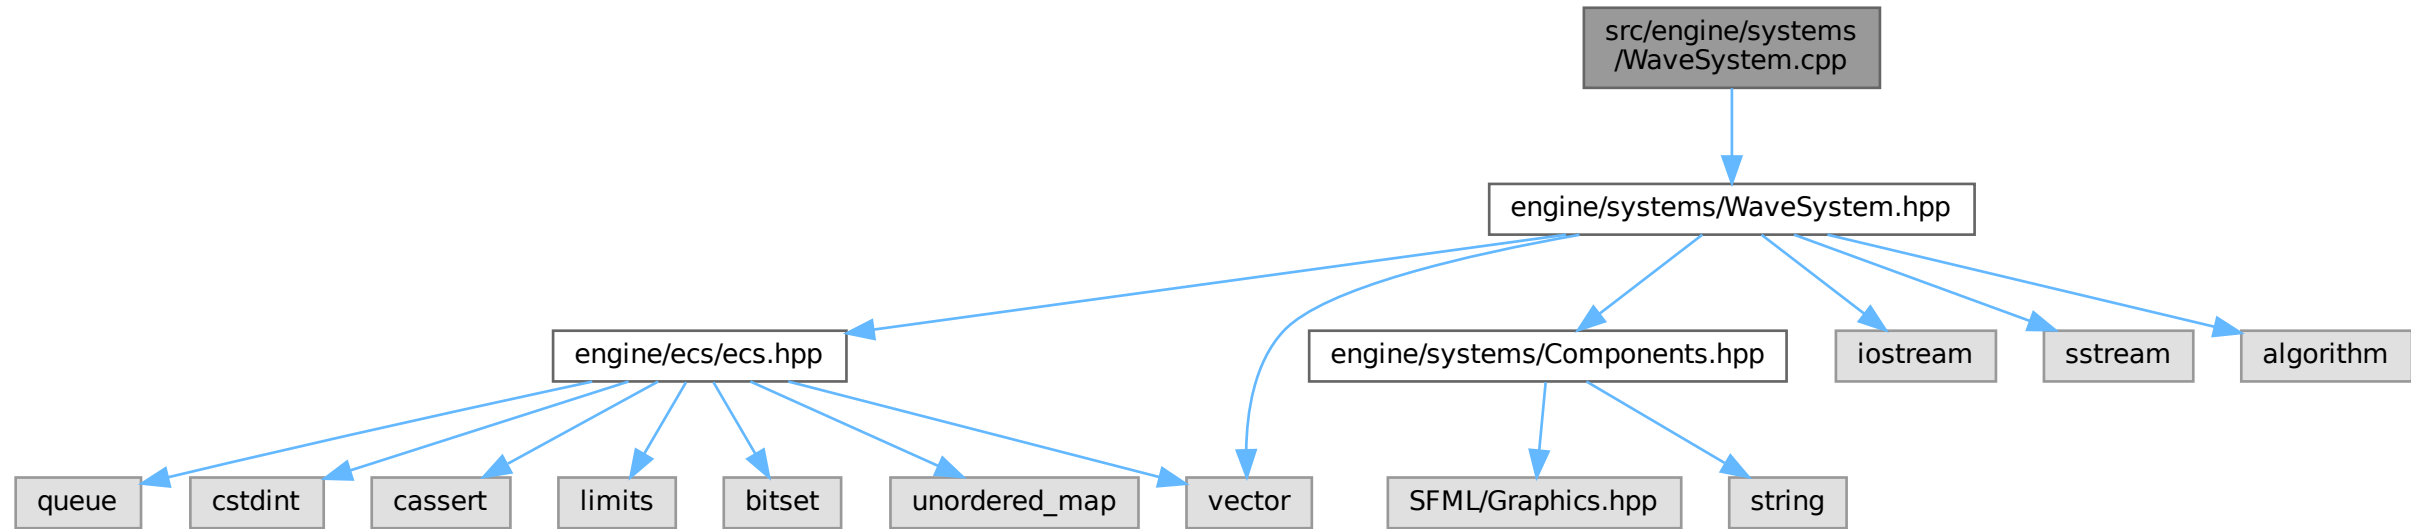 src/engine/systems
/WaveSystem.cpp
engine/systems/WaveSystem.hpp
engine/ecs/ecs.hpp
engine/systems/Components.hpp
iostream
sstream
algorithm
queue
cstdint
cassert
limits
bitset
unordered_map
vector
SFML/Graphics.hpp
string